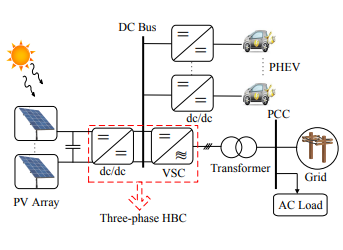 DC Bus
PHEV
dc/dc
PCC
dc/dc
VSC
Transformer
Grid
PV Array
AC Load
Three-phase HBC